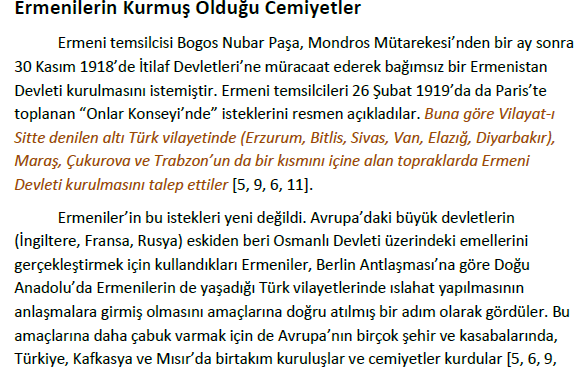 Ermenilerin Kurmuş Olduğu Cemiyetler
Ermeni temsilcisi Bogos Nubar Paşa, Mondros Mütarekesi’nden bir ay sonra
30 Kasım 1918’de İtilaf Devletleri’ne müracaat ederek bağımsız bir Ermenistan
Devleti kurulmasını istemiştir. Ermeni temsilcileri 26 Şubat 1919’da da Paris’te
toplanan “Onlar Konseyi’nde” isteklerini resmen açıkladılar. Buna göre Vilayat-ı
Sitte denilen altı Türk vilayetinde (Erzurum, Bitlis, Sivas, Van, Elazığ, Diyarbakır),
Maraş, Çukurova ve Trabzon’un da bir kısmını içine alan topraklarda Ermeni
Devleti kurulmasını talep ettiler [5, 9, 6, 11].
Ermeniler’in bu istekleri yeni değildi. Avrupa’daki büyük devletlerin
(İngiltere, Fransa, Rusya) eskiden beri Osmanlı Devleti üzerindeki emellerini
gerçekleştirmek için kullandıkları Ermeniler, Berlin Antlaşması’na göre Doğu
Anadolu’da Ermenilerin de yaşadığı Türk vilayetlerinde ıslahat yapılmasının
anlaşmalara girmiş olmasını amaçlarına doğru atılmış bir adım olarak gördüler. Bu
amaçlarına daha çabuk varmak için de Avrupa’nın birçok şehir ve kasabalarında,
Türkiye, Kafkasya ve Mısır’da birtakım kuruluşlar ve cemiyetler kurdular [5, 6, 9,